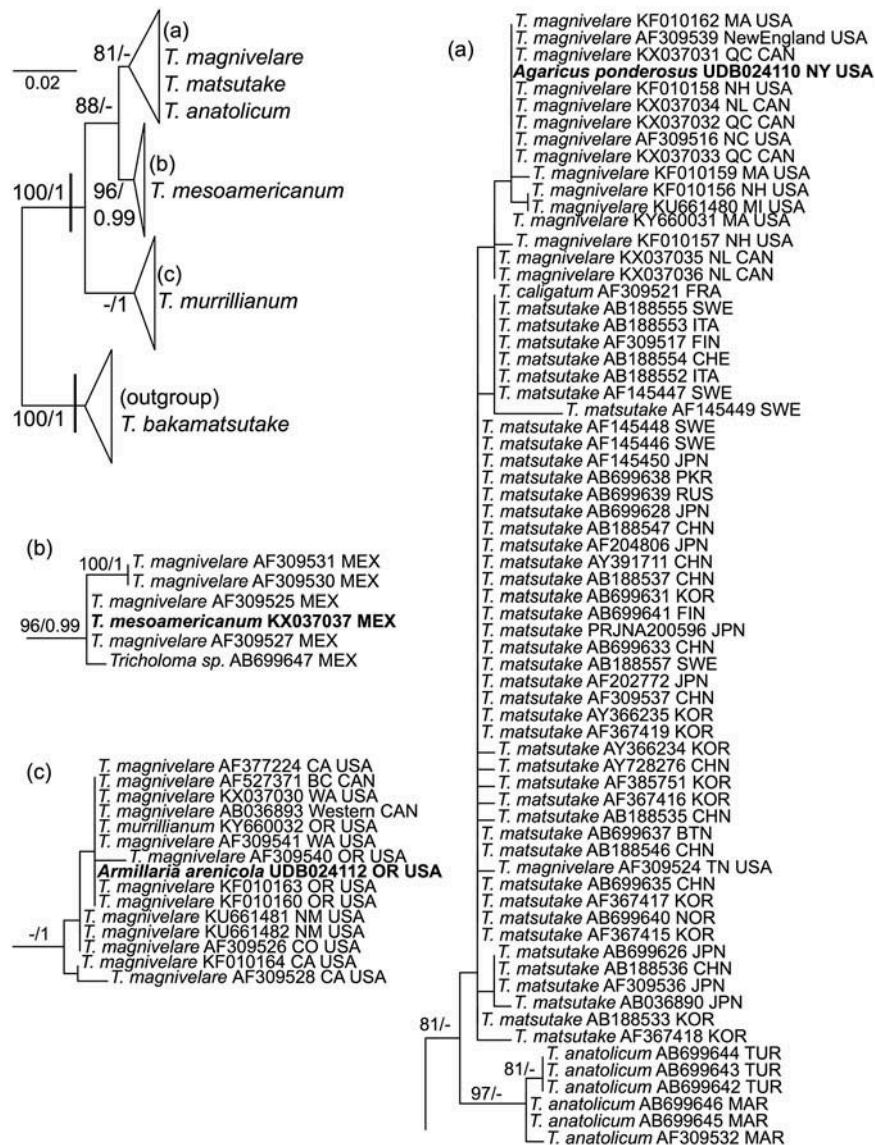 (a)
81/-
T. magnivelare
T. matsutake
T. anatolicum
0.02
88/-
(b)
T. mesoamericanum
96/
0.99
100/1
(c)
T. murrillianum
-/1
(outgroup)
T. bakamatsutake
100/1
(b)
100/1
T. magnivelare AF309531 MEX
T. magnivelare AF309530 MEX
T. magnivelare AF309525 MEX
T. mesoamericanum KX037037 MEX
T. magnivelare AF309527 MEX
Tricholoma sp. AB699647 MEX
96/0.99
(c)
T. magnivelare AF377224 CA USA
T. magnivelare AF527371 BC CAN
T. magnivelare KX037030 WA USA
T. magnivelare AB036893 Western CAN
T. murrillianum KY660032 OR USA
T. magnivelare AF309541 WA USA
T. magnivelare AF309540 OR USA
Armillaria arenicola UDB024112 OR USA
T. magnivelare KF010163 OR USA
T. magnivelare KF010160 OR USA
T. magnivelare KU661481 NM USA
T. magnivelare KU661482 NM USA
T. magnivelare AF309526 CO USA
T. magnivelare KF010164 CA USA
T. magnivelare AF309528 CA USA
-/1
(a)
T. magnivelare KF010162 MA USA
T. magnivelare AF309539 NewEngland USA
T. magnivelare KX037031 QC CAN
Agaricus ponderosus UDB024110 NY USA
T. magnivelare KF010158 NH USA
T. magnivelare KX037034 NL CAN
T. magnivelare KX037032 QC CAN
T. magnivelare AF309516 NC USA
T. magnivelare KX037033 QC CAN
T. magnivelare KF010159 MA USA
T. magnivelare KF010156 NH USA
T. magnivelare KU661480 MI USA
T. magnivelare KY660031 MA USA
T. magnivelare KF010157 NH USA
T. magnivelare KX037035 NL CAN
T. magnivelare KX037036 NL CAN
T. caligatum AF309521 FRA
T. matsutake AB188555 SWE
T. matsutake AB188553 ITA
T. matsutake AF309517 FIN
T. matsutake AB188554 CHE
T. matsutake AB188552 ITA
T. matsutake AF145447 SWE
T. matsutake AF145449 SWE
T. matsutake AF145448 SWE
T. matsutake AF145446 SWE
T. matsutake AF145450 JPN
T. matsutake AB699638 PKR
T. matsutake AB699639 RUS
T. matsutake AB699628 JPN
T. matsutake AB188547 CHN
T. matsutake AF204806 JPN
T. matsutake AY391711 CHN
T. matsutake AB188537 CHN
T. matsutake AB699631 KOR
T. matsutake AB699641 FIN
T. matsutake PRJNA200596 JPN
T. matsutake AB699633 CHN
T. matsutake AB188557 SWE
T. matsutake AF202772 JPN
T. matsutake AF309537 CHN
T. matsutake AY366235 KOR
T. matsutake AF367419 KOR
T. matsutake AY366234 KOR
T. matsutake AY728276 CHN
T. matsutake AF385751 KOR
T. matsutake AF367416 KOR
T. matsutake AB188535 CHN
T. matsutake AB699637 BTN
T. matsutake AB188546 CHN
T. magnivelare AF309524 TN USA
T. matsutake AB699635 CHN
T. matsutake AF367417 KOR
T. matsutake AB699640 NOR
T. matsutake AF367415 KOR
T. matsutake AB699626 JPN
T. matsutake AB188536 CHN
T. matsutake AF309536 JPN
T. matsutake AB036890 JPN
T. matsutake AB188533 KOR
T. matsutake AF367418 KOR
81/-
T. anatolicum AB699644 TUR
81/-
T. anatolicum AB699643 TUR
T. anatolicum AB699642 TUR
97/-
T. anatolicum AB699646 MAR
T. anatolicum AB699645 MAR
T. anatolicum AF309532 MAR